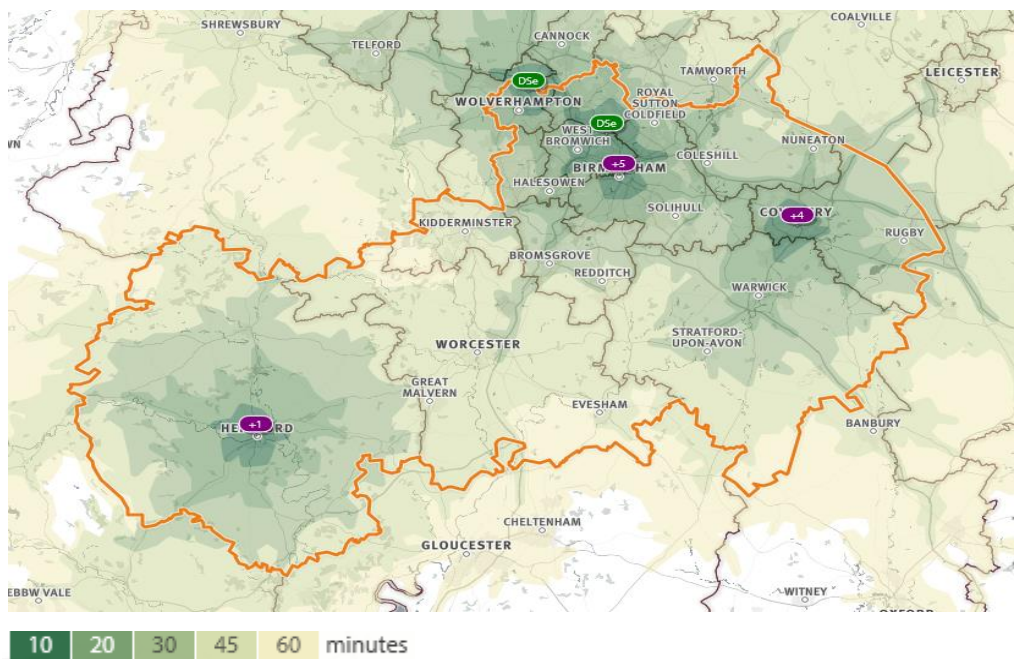 COALVILLE
SHREWSBURY
CANNOCK
TELFORD
TAMWORTH
LEICESTER
DSe
WOLVERHAMPTON
ROYAL
SUTTON
COLDFIELD
DSe
WEST
BROMWICH
NUNEATON
COLESHILL
+5
HALESOWEN
SOLIHULL
+4
KIDDERMINSTER
RUGBY
BROMSGROVE
REDDITCH
WARWICK
STRATFORD-
UPON-AVON
WORCESTER
GREAT
MALVERN
EVESHAM
+1
BANBURY
CHELTENHAM
GLOUCESTER
EBBW VALE
WITNEY
10 20 30 45 60 minutes